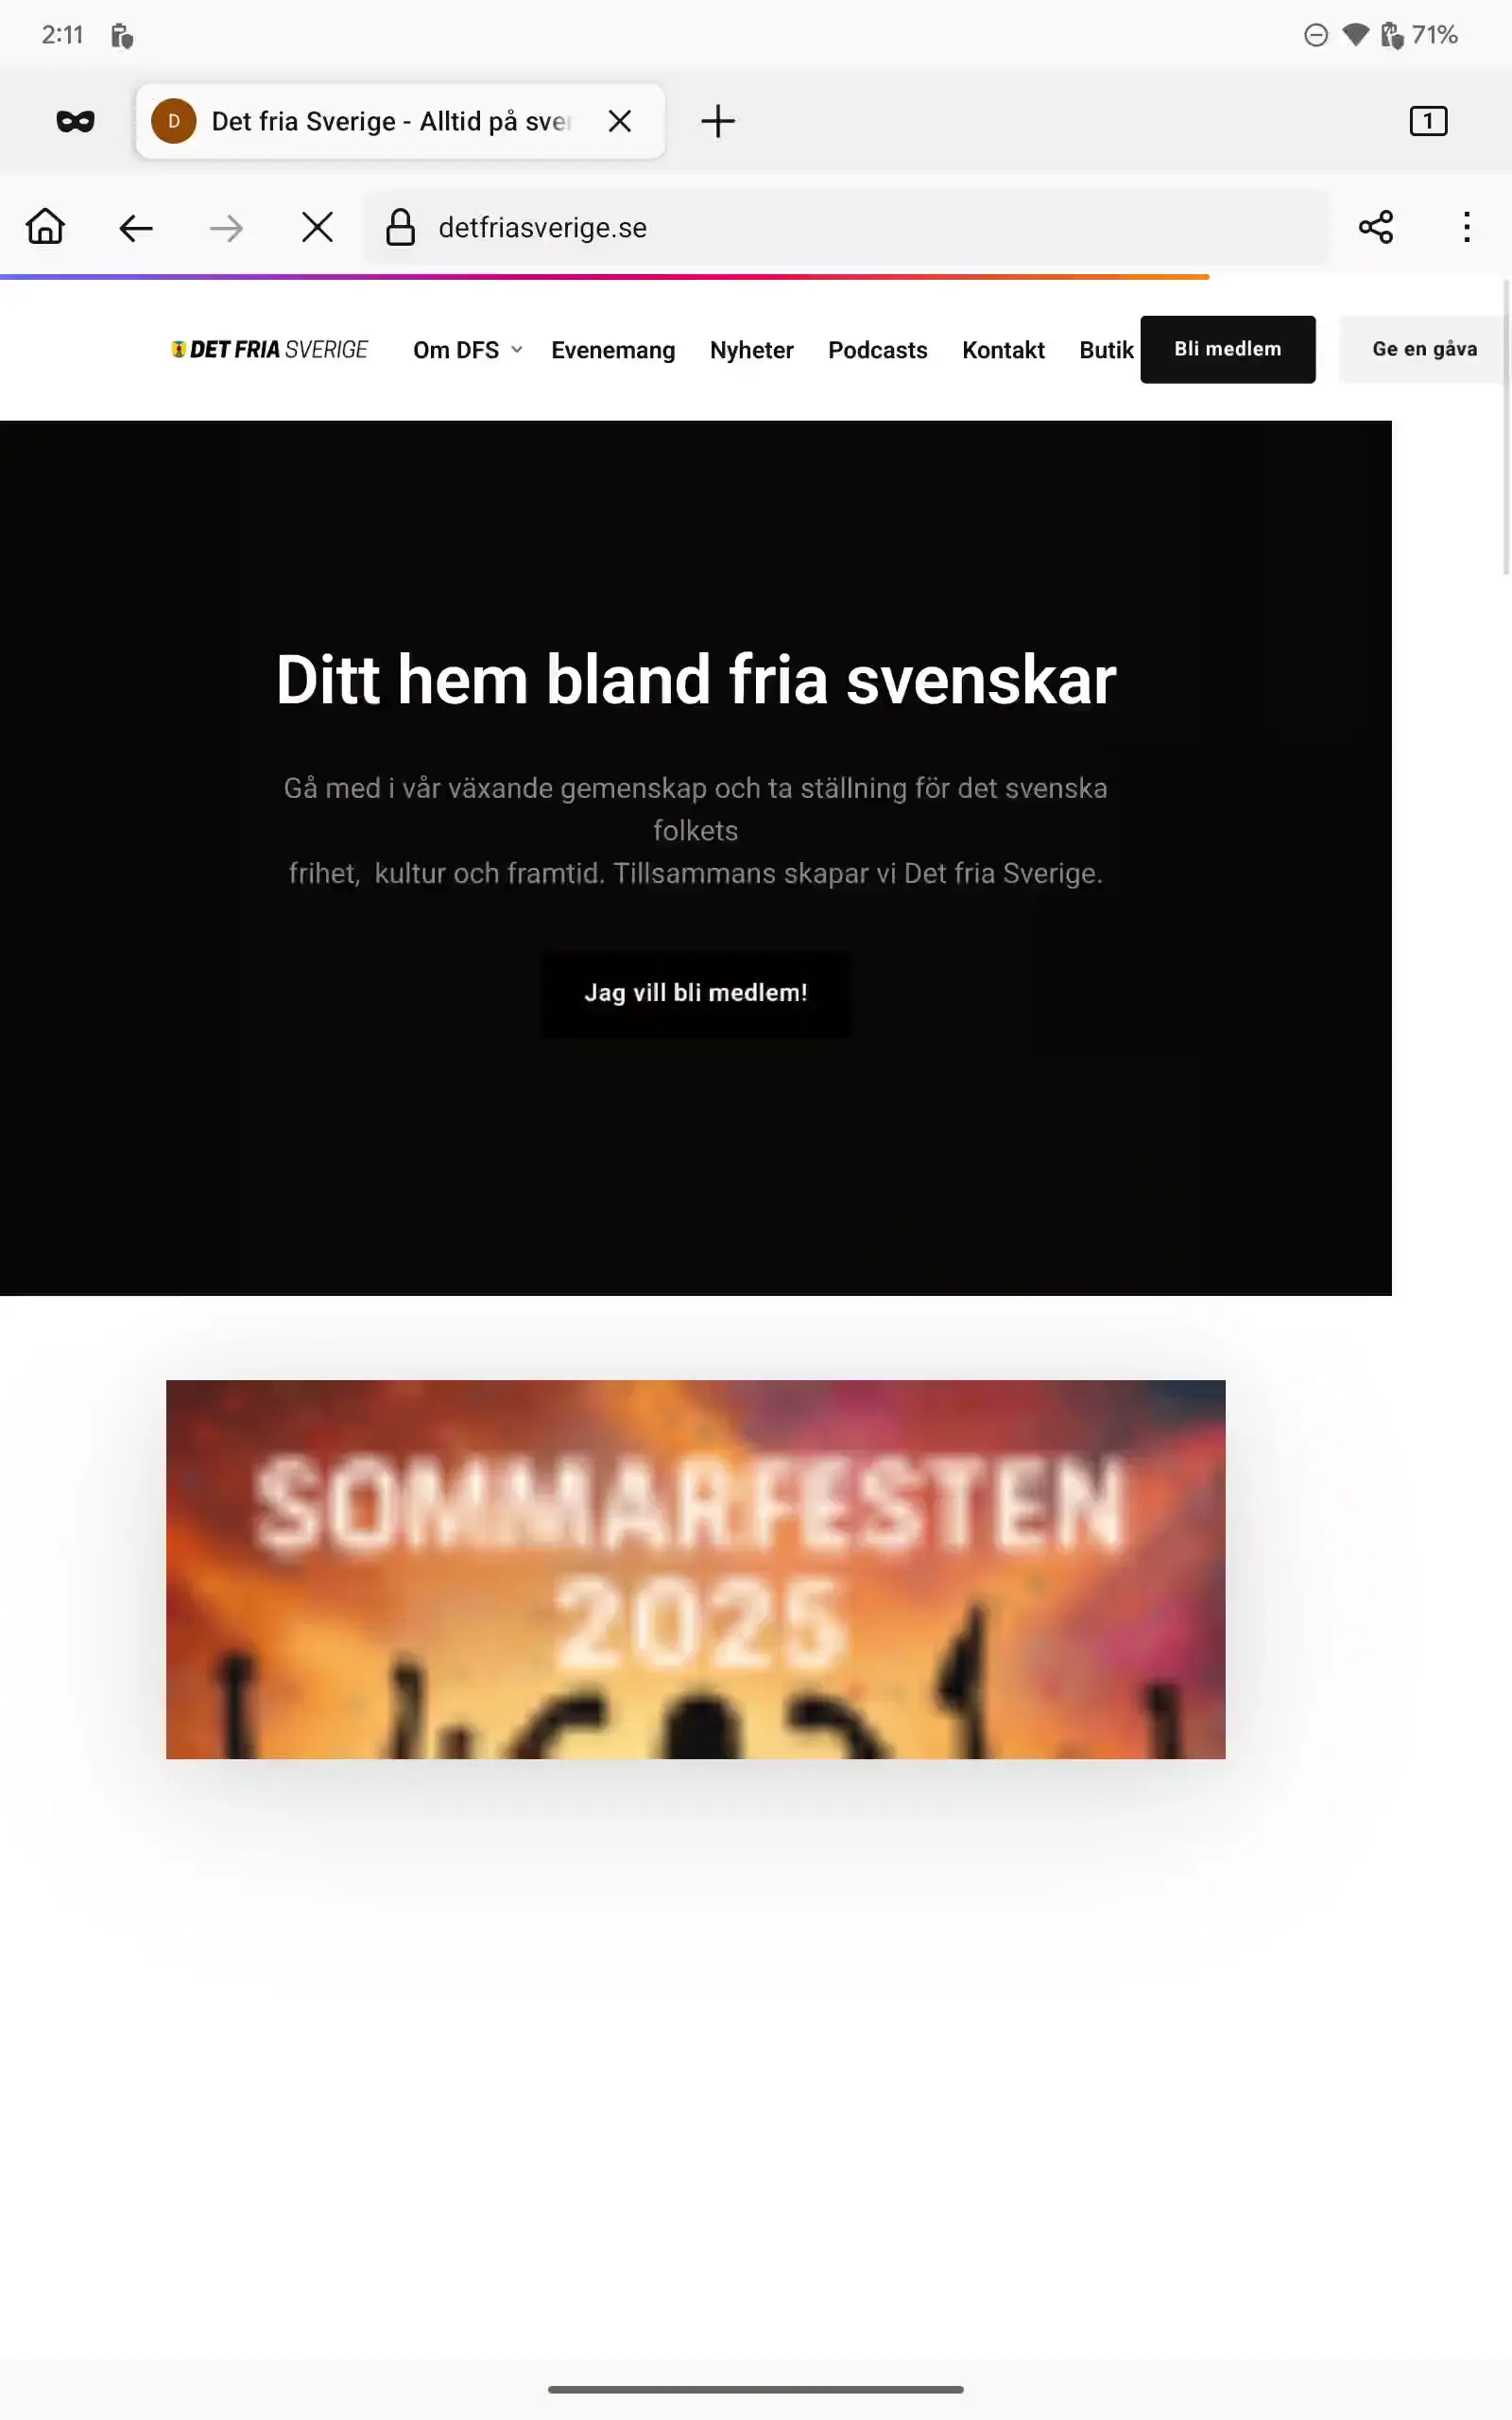 2:11
71%
D
Det fria Sverige - Alltid på sve
1
detfriasverige.se
DET FRIA SVERIGE
Om DFS
Evenemang
Nyheter
Podcasts
Kontakt
Butik
Bli medlem
Ge en gåva
Ditt hem bland fria svenskar
Gå med i vår växande gemenskap och ta ställning för det svenska
folkets
frihet, kultur och framtid. Tillsammans skapar vi Det fria Sverige.
Jag vill bli medlem!
SOMMARFESTEN
2025